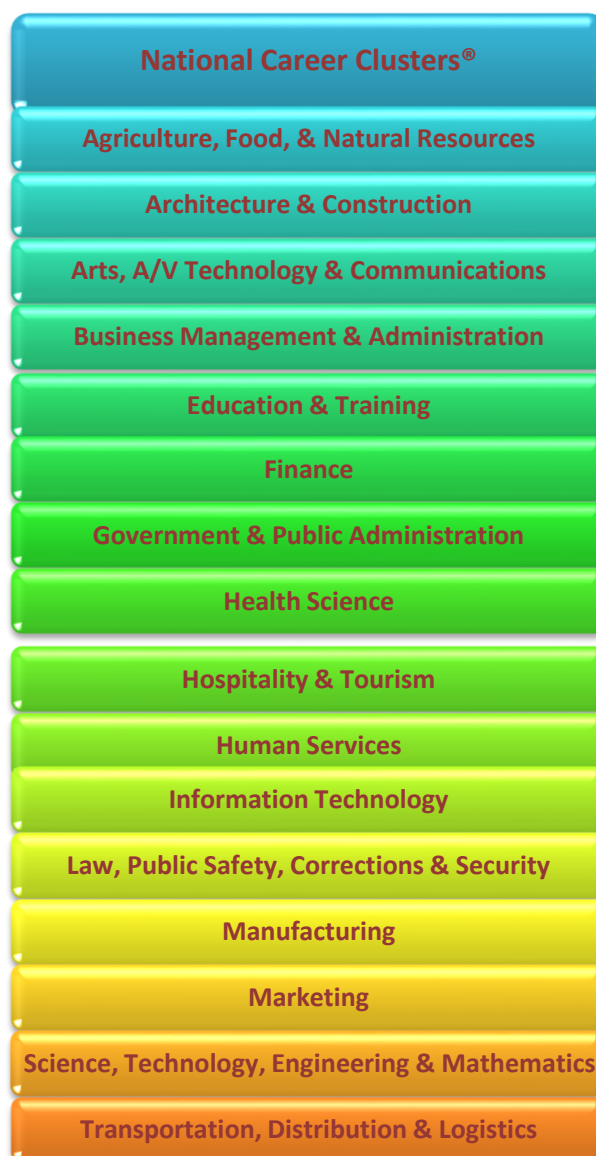 National Career Clusters®
Agriculture, Food, & Natural Resources
Architecture & Construction
Arts, A/V Technology & Communications
Business Management & Administration
Education & Training
Finance
Government & Public Administration
Health Science
Hospitality & Tourism
Human Services
Information Technology
Law, Public Safety, Corrections & Security
Manufacturing
Marketing
Science, Technology, Engineering & Mathematics
Transportation, Distribution & Logistics